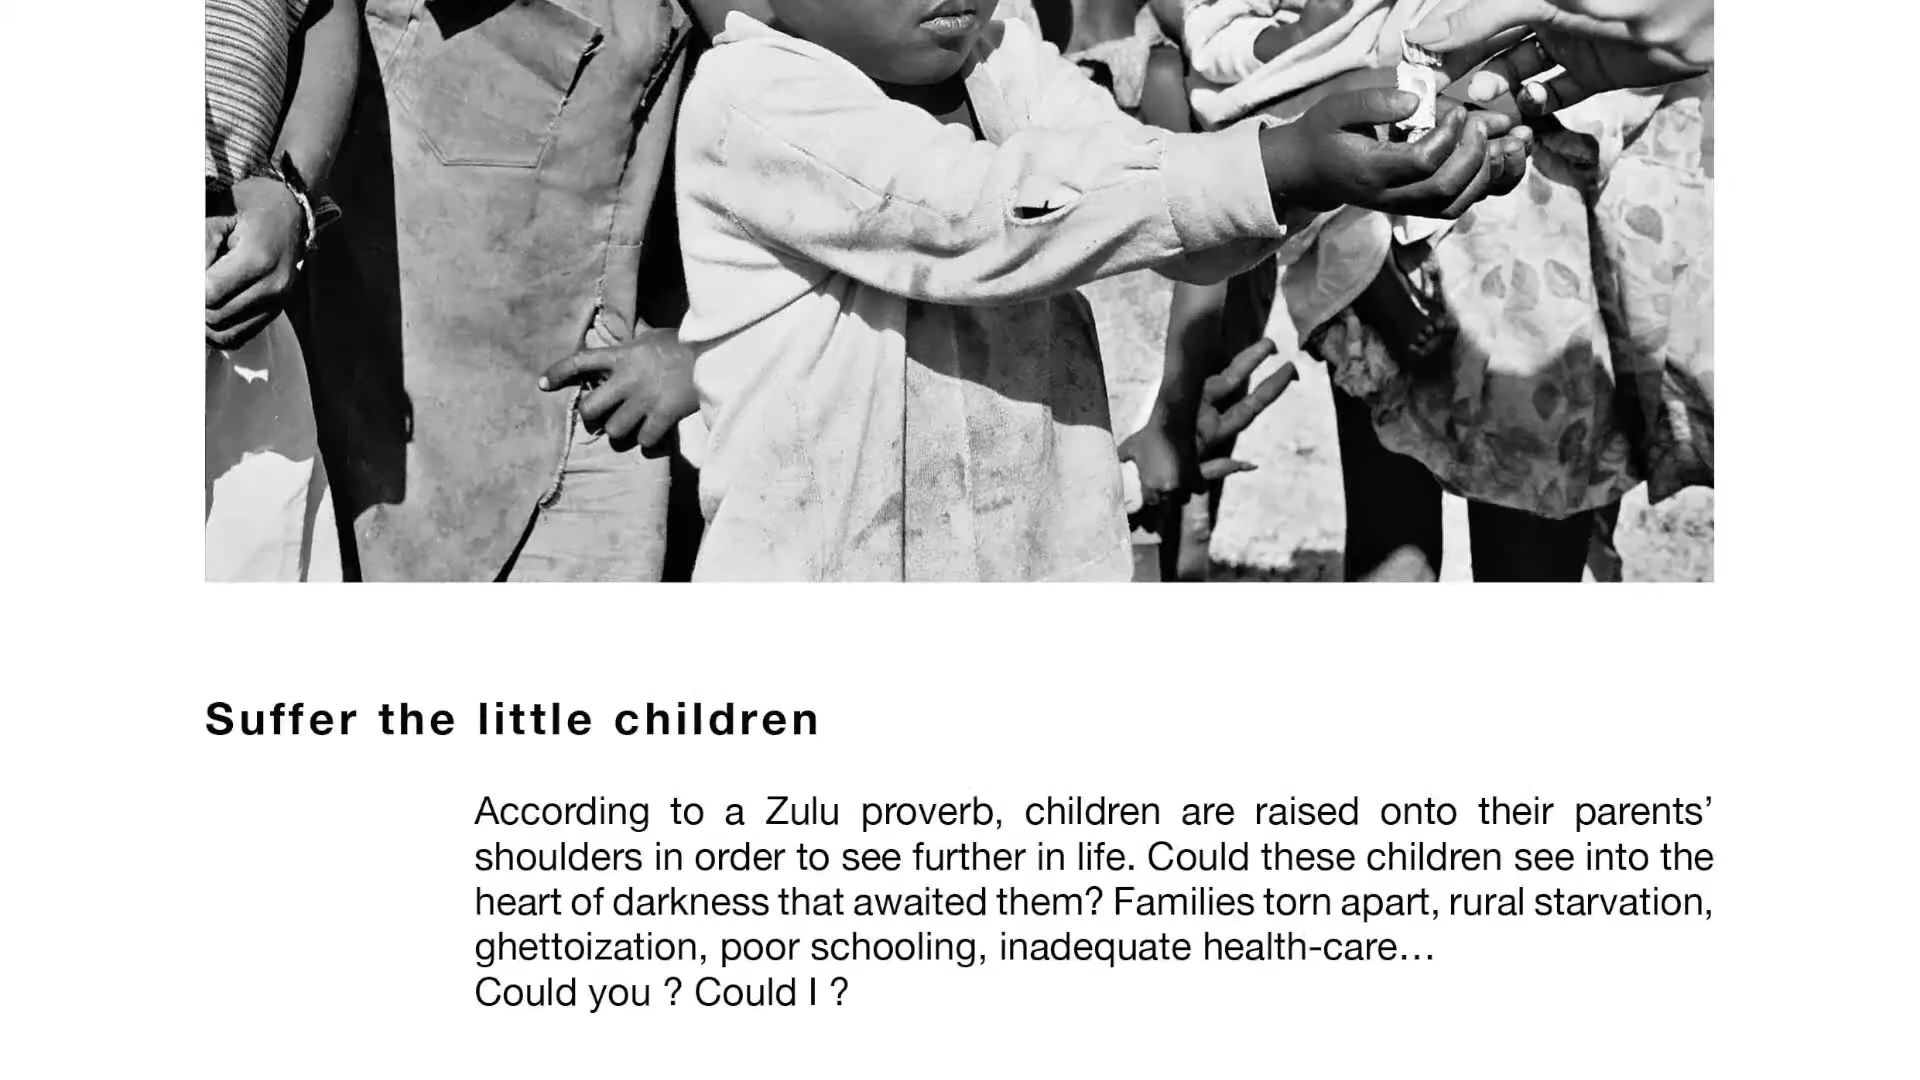 Suffer the little children
According to a Zulu proverb, children are raised onto their parents’
shoulders in order to see further in life. Could these children see into the
heart of darkness that awaited them? Families torn apart, rural starvation,
ghettoization, poor schooling, inadequate health-care…
Could you ? Could I ?